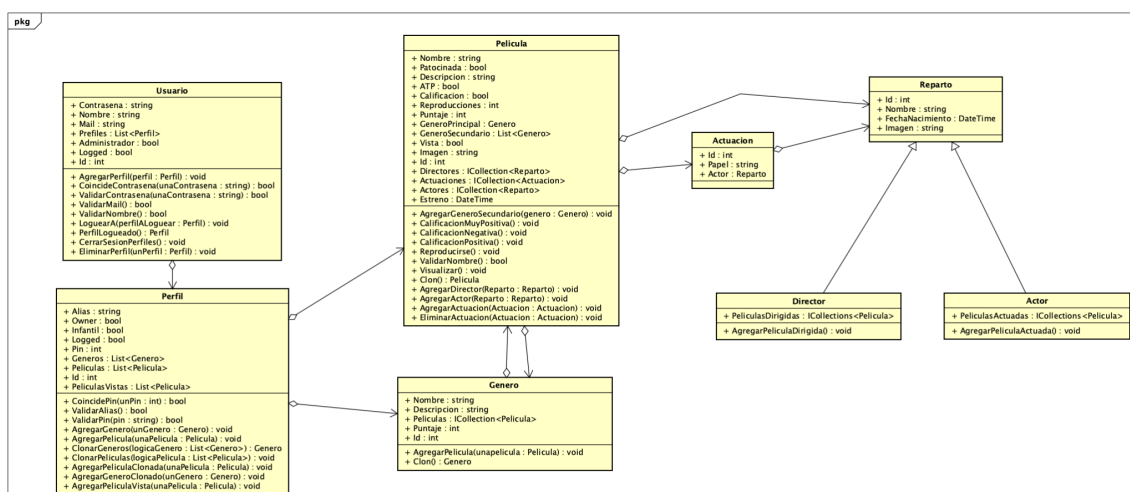 pkg
Usuario
+ Contrasena : string
+ Nombre : string
+ Mail : string
+ Prefiles : List<Perfil>
+ Administrador : bool
+ Logged : bool
+ Id : int
+ AgregarPerfil(perfil : Perfil) : void
+ CoincideContrasena(unaContrasena : string) : bool
+ ValidarContrasena(unaContrasena : string) : bool
+ ValidarMail() : bool
+ ValidarNombre() : bool
+ LoguearA(perfilALoguear : Perfil) : void
+ PerfilLogueado() : Perfil
+ CerrarSesionPerfiles() : void
+ EliminarPerfil(unPerfil : Perfil) : void
Perfil
+ Alias : string
+ Owner : bool
+ Infantil : bool
+ Logged : bool
+ Pin : int
+ Generos : List<Genero>
+ Peliculas : List<Pelicula>
+ Id : int
+ PeliculasVistas : List<Pelicula>
+ CoincidePin(unPin : int) : bool
+ ValidarAlias() : bool
+ ValidarPin(pin : string) : bool
+ AgregarGenero(unGenero : Genero) : void
+ AgregarPelicula(unaPelicula : Pelicula) : void
+ ClonarGeneros(logicaGenero : List<Genero>) : Genero
+ ClonarPeliculas(logicaPelicula : List<Pelicula>) : void
+ AgregarPeliculaClonada(unaPelicula : Pelicula) : void
+ AgregarGeneroClonado(unGenero : Genero) : void
+ AgregarPeliculaVista(unaPelicula : Pelicula) : void
Pelicula
+ Nombre : string
+ Patocinada : bool
+ Descripcion : string
+ ATP : bool
+ Calificacion : bool
+ Reproducciones : int
+ Puntaje : int
+ GeneroPrincipal : Genero
+ GeneroSecundario : List<Genero>
+ Vista : bool
+ Imagen : string
+ Id : int
+ Directores : ICollection<Reparto>
+ Actuaciones : ICollection<Actuacion>
+ Actores : ICollection<Reparto>
+ Estreno : DateTime
+ AgregarGeneroSecundario(genero : Genero) : void
+ CalificacionMuyPositiva() : void
+ CalificacionNegativa() : void
+ CalificacionPositiva() : void
+ Reproducirse() : void
+ ValidarNombre() : bool
+ Visualizar() : void
+ Clon() : Pelicula
+ AgregarDirector(Reparto : Reparto) : void
+ AgregarActor(Reparto : Reparto) : void
+ AgregarActuacion(Actuacion : Actuacion) : void
+ EliminarActuacion(Actuacion : Actuacion) : void
Genero
+ Nombre : string
+ Descripcion : string
+ Peliculas : ICollection<Pelicula>
+ Puntaje : int
+ Id : int
+ AgregarPelicula(unapelicula : Pelicula) : void
+ Clon() : Genero
Actuacion
+ Id : int
+ Papel : string
+ Actor : Reparto
Reparto
+ Id : int
+ Nombre : string
+ FechaNacimiento : DateTime
+ Imagen : string
Director
+ PeliculasDirigidas : ICollections<Pelicula>
+ AgregarPeliculaDirigida() : void
Actor
+ PeliculasActuadas : ICollections<Pelicula>
+ AgregarPeliculaActuada() : void